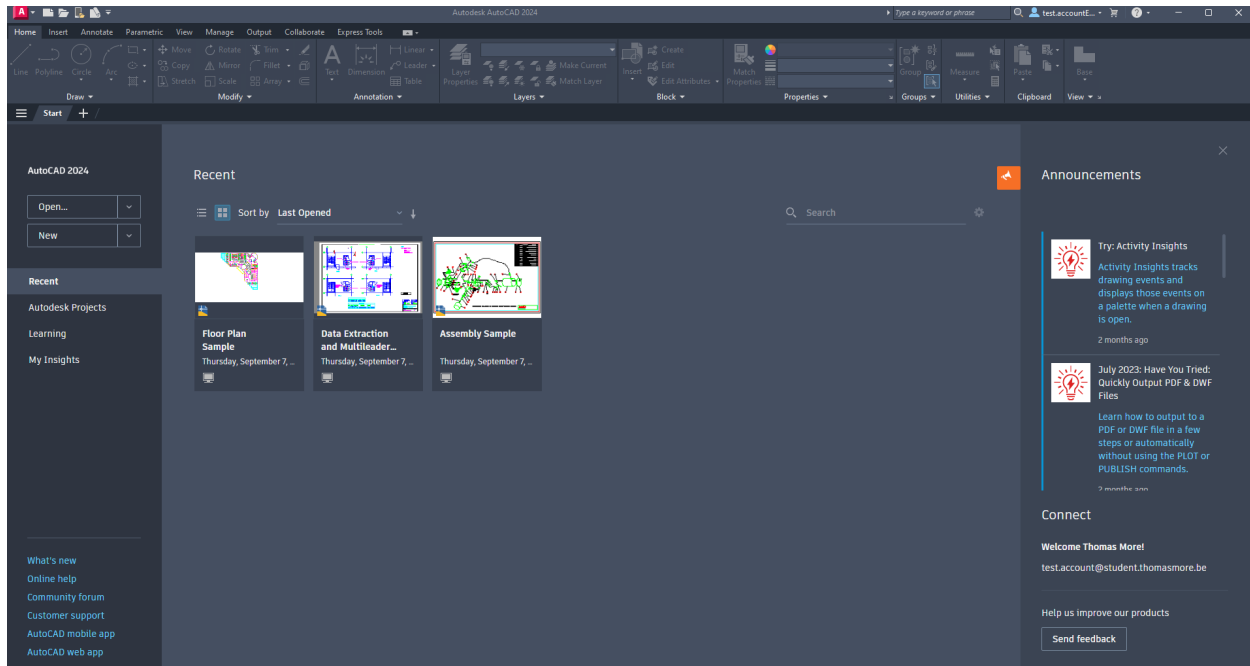 A
Autodesk AutoCAD 2024
Type a keyword or phrase
test.accountE...
Home Insert Annotate Parametric View Manage Output Collaborate Express Tools
Line Polyline Circle Arc
Move Rotate Trim
Copy Mirror Fillet
Stretch Scale Array
Text Dimension
Linear
Leader
Table
Layer Properties
Make Current
Match Layer
Insert
Create
Edit
Edit Attributes
Match Properties
Group
Measure
Paste
Base
Draw Modify Annotation Layers Block Properties Groups Utilities Clipboard View
Start
AutoCAD 2024
Open...
New
Recent
Autodesk Projects
Learning
My Insights
What's new
Online help
Community forum
Customer support
AutoCAD mobile app
AutoCAD web app
Recent
Sort by Last Opened
Search
Floor Plan
Sample
Thursday, September 7, ...
Data Extraction
and Multileader...
Thursday, September 7, ...
Assembly Sample
Thursday, September 7, ...
Announcements
Try: Activity Insights
Activity Insights tracks
drawing events and
displays those events on
a palette when a drawing
is open.
2 months ago
July 2023: Have You Tried:
Quickly Output PDF & DWF
Files
Learn how to output to a
PDF or DWF file in a few
steps or automatically
without using the PLOT or
PUBLISH commands.
2 months ago
Connect
Welcome Thomas More!
test.account@student.thomasmore.be
Help us improve our products
Send feedback